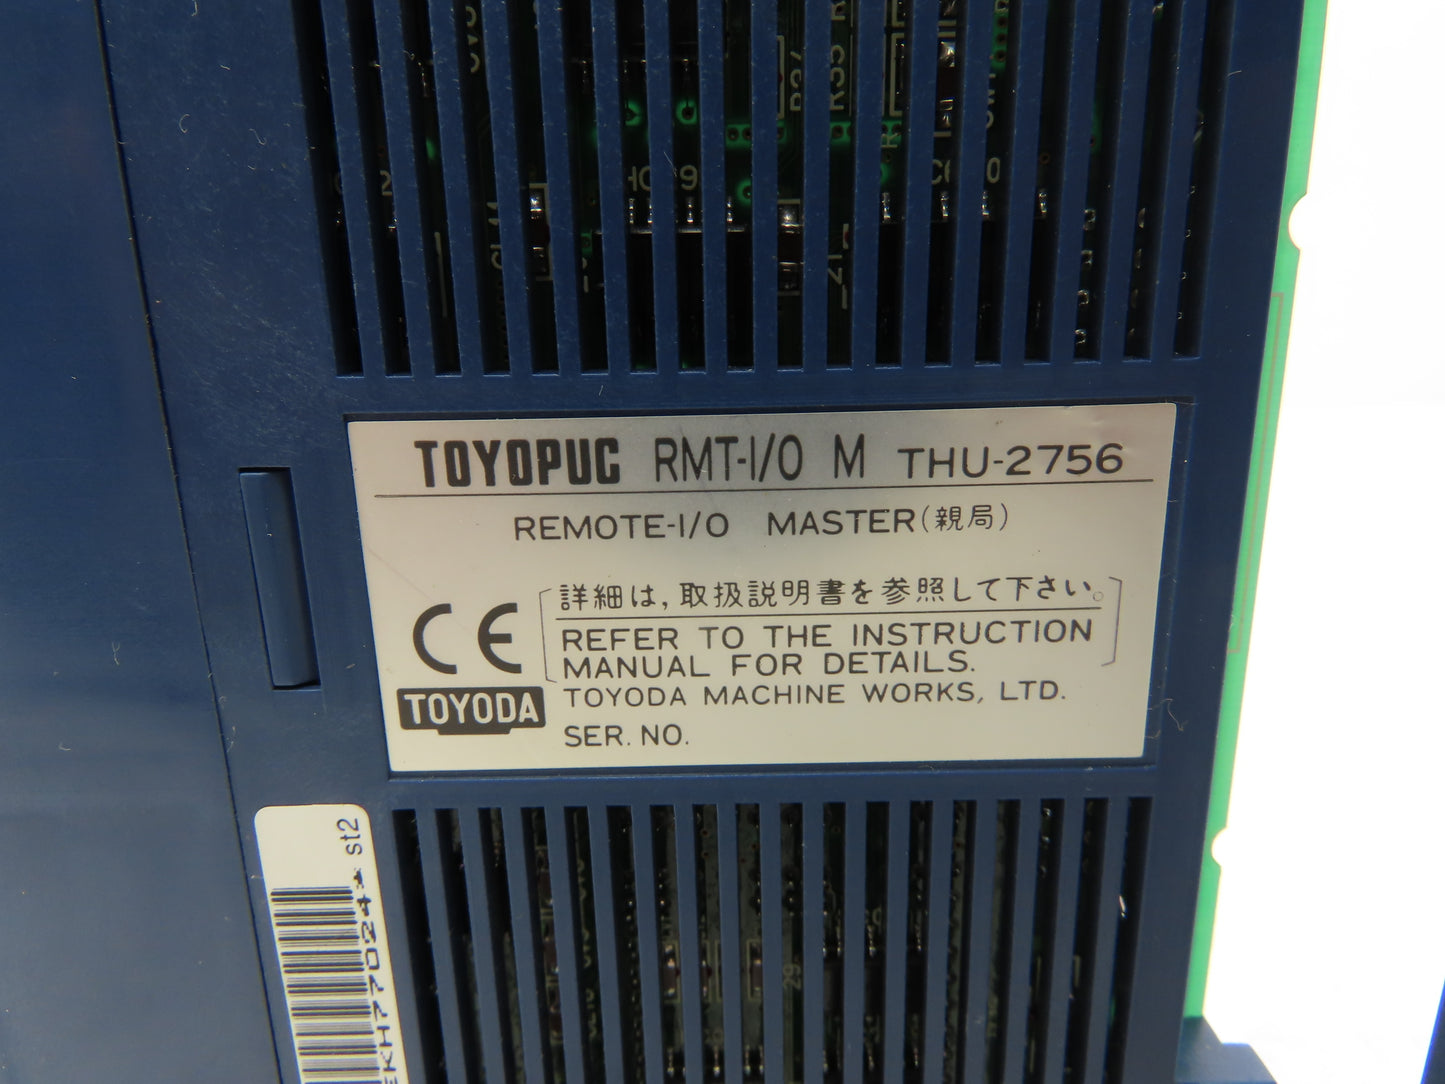 TOYOPUC RMT-I/O M THU-2756
REMOTE-I/O MASTER(親局)
詳細は,取扱説明書を参照して下さい。
REFER TO THE INSTRUCTION
MANUAL FOR DETAILS.
CE
TOYODA
TOYODA MACHINE WORKS, LTD.
SER. NO.
st2
EKH770244*
29